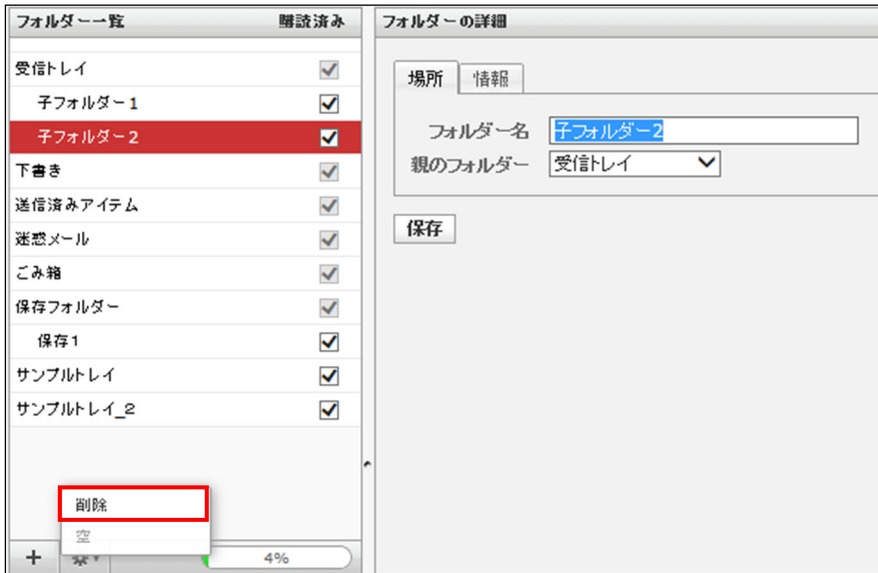 フォルダー一覧 購読済み
受信トレイ
子フォルダー1
子フォルダー2
下書き
送信済みアイテム
迷惑メール
ごみ箱
保存フォルダー
保存1
サンプルトレイ
サンプルトレイ_2
削除
空
+ 4%
フォルダーの詳細
場所 情報
フォルダー名 子フォルダー2
親のフォルダー 受信トレイ
保存